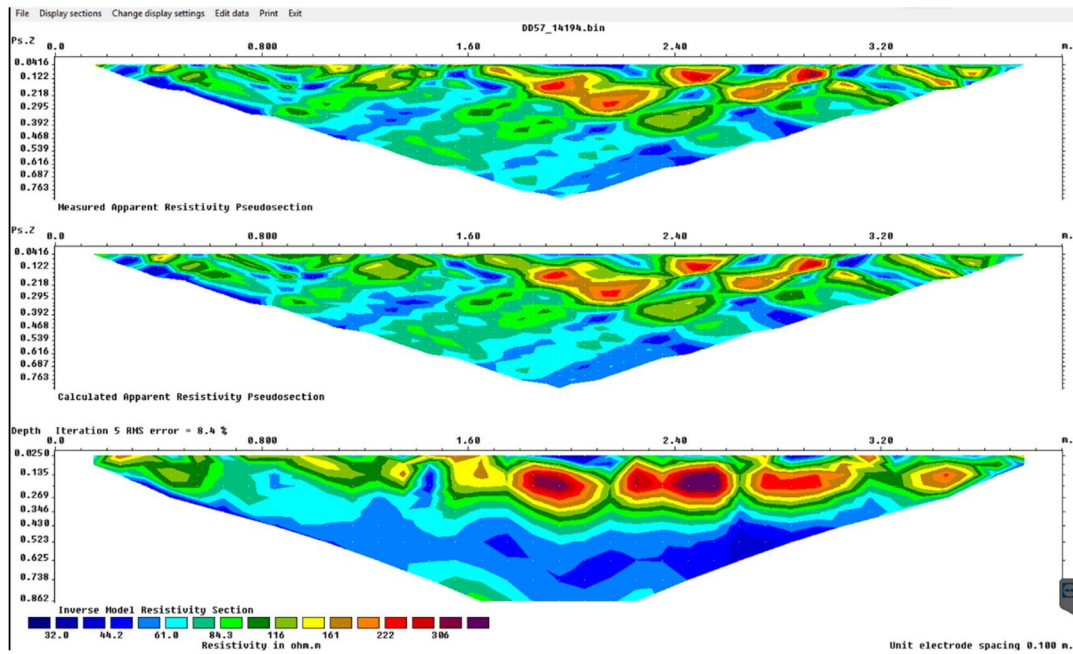 File Display sections Change display settings Edit data Print Exit
DD57_14194.bin
Ps.Z 0.0 0.800 1.60 2.40 3.20 m.
0.0416
0.122
0.218
0.295
0.392
0.468
0.539
0.616
0.687
0.763
Measured Apparent Resistivity Pseudosection
Ps.Z 0.0 0.800 1.60 2.40 3.20 m.
0.0416
0.122
0.218
0.295
0.392
0.468
0.539
0.616
0.687
0.763
Calculated Apparent Resistivity Pseudosection
Depth Iteration 5 RMS error = 8.4 %
0.0 0.800 1.60 2.40 3.20 m.
0.0250
0.135
0.269
0.346
0.430
0.523
0.625
0.738
0.862
Inverse Model Resistivity Section
32.0 44.2 61.0 84.3 116 161 222 306
Resistivity in ohm.m
Unit electrode spacing 0.100 m.